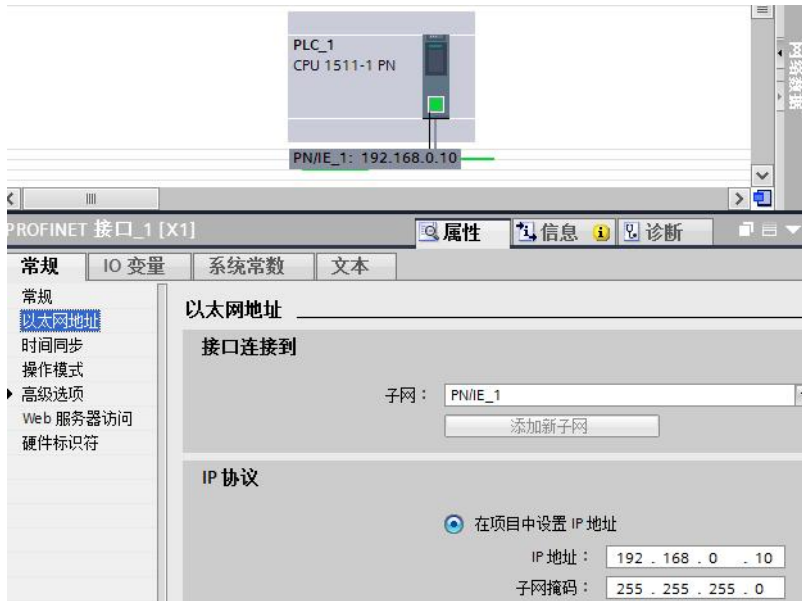 PLC_1
CPU 1511-1 PN
网络数据
PN/IE_1: 192.168.0.10
PROFINET 接口_1 [X1]
属性
信息
诊断
常规
IO 变量
系统常数
文本
常规
以太网地址
时间同步
操作模式
高级选项
Web 服务器访问
硬件标识符
以太网地址
接口连接到
子网：
PN/IE_1
添加新子网
IP 协议
在项目中设置 IP 地址
IP 地址：
192 . 168 . 0 . 10
子网掩码：
255 . 255 . 255 . 0